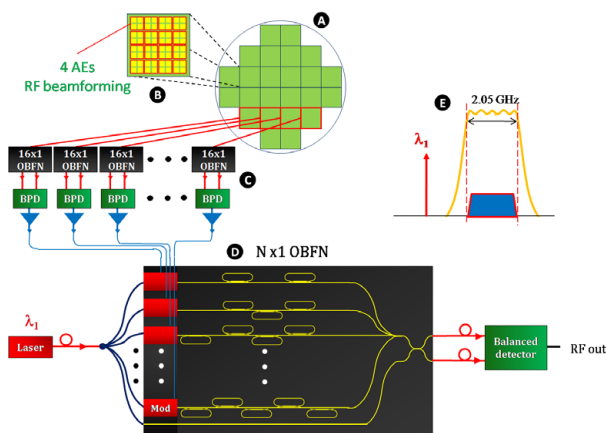 A
4 AEs
RF beamforming
B
E
2.05 GHz
λ1
16x1
OBFN
16x1
OBFN
16x1
OBFN
16x1
OBFN
C
BPD
BPD
BPD
BPD
D
N x1 OBFN
λ1
Laser
Mod
Balanced
detector
RF out